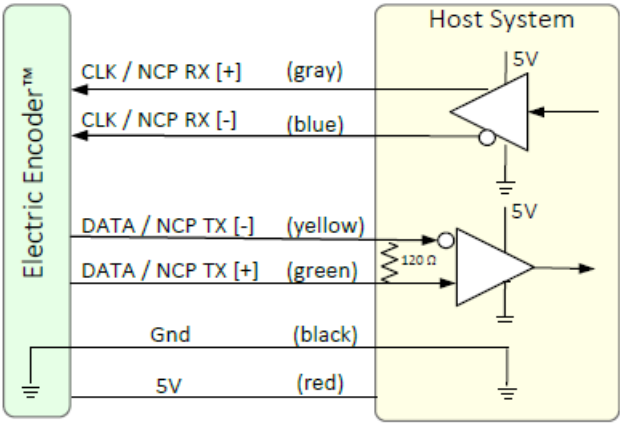 Host System
5V
CLK / NCP RX [+] (gray)
CLK / NCP RX [-] (blue)
Electric Encoder™
5V
DATA / NCP TX [-] (yellow)
120 Ω
DATA / NCP TX [+] (green)
Gnd (black)
5V (red)